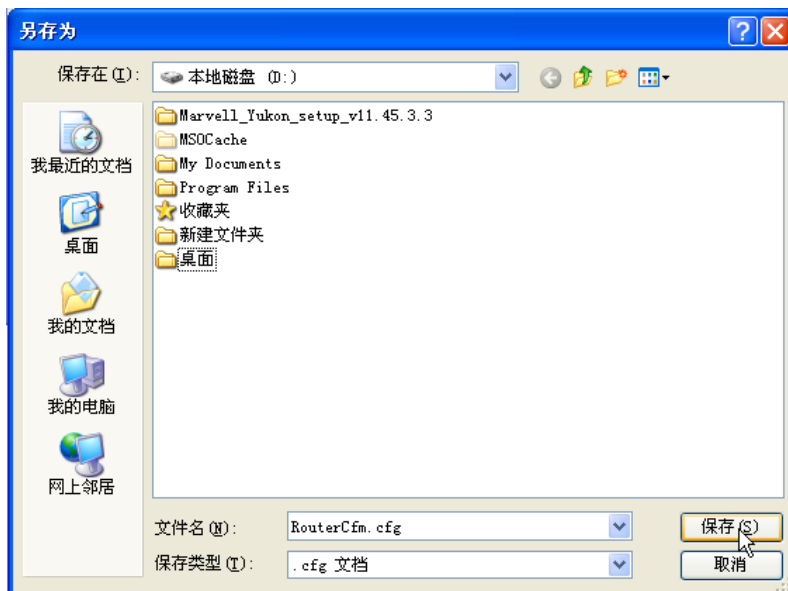 另存为
保存在(I):
本地磁盘 (D:)
Marvell_Yukon_setup_v11.45.3.3
MSOCache
My Documents
Program Files
收藏夹
新建文件夹
桌面
我最近的文档
桌面
我的文档
我的电脑
网上邻居
文件名(N):
RouterCfm.cfg
保存(S)
保存类型(T):
.cfg 文档
取消